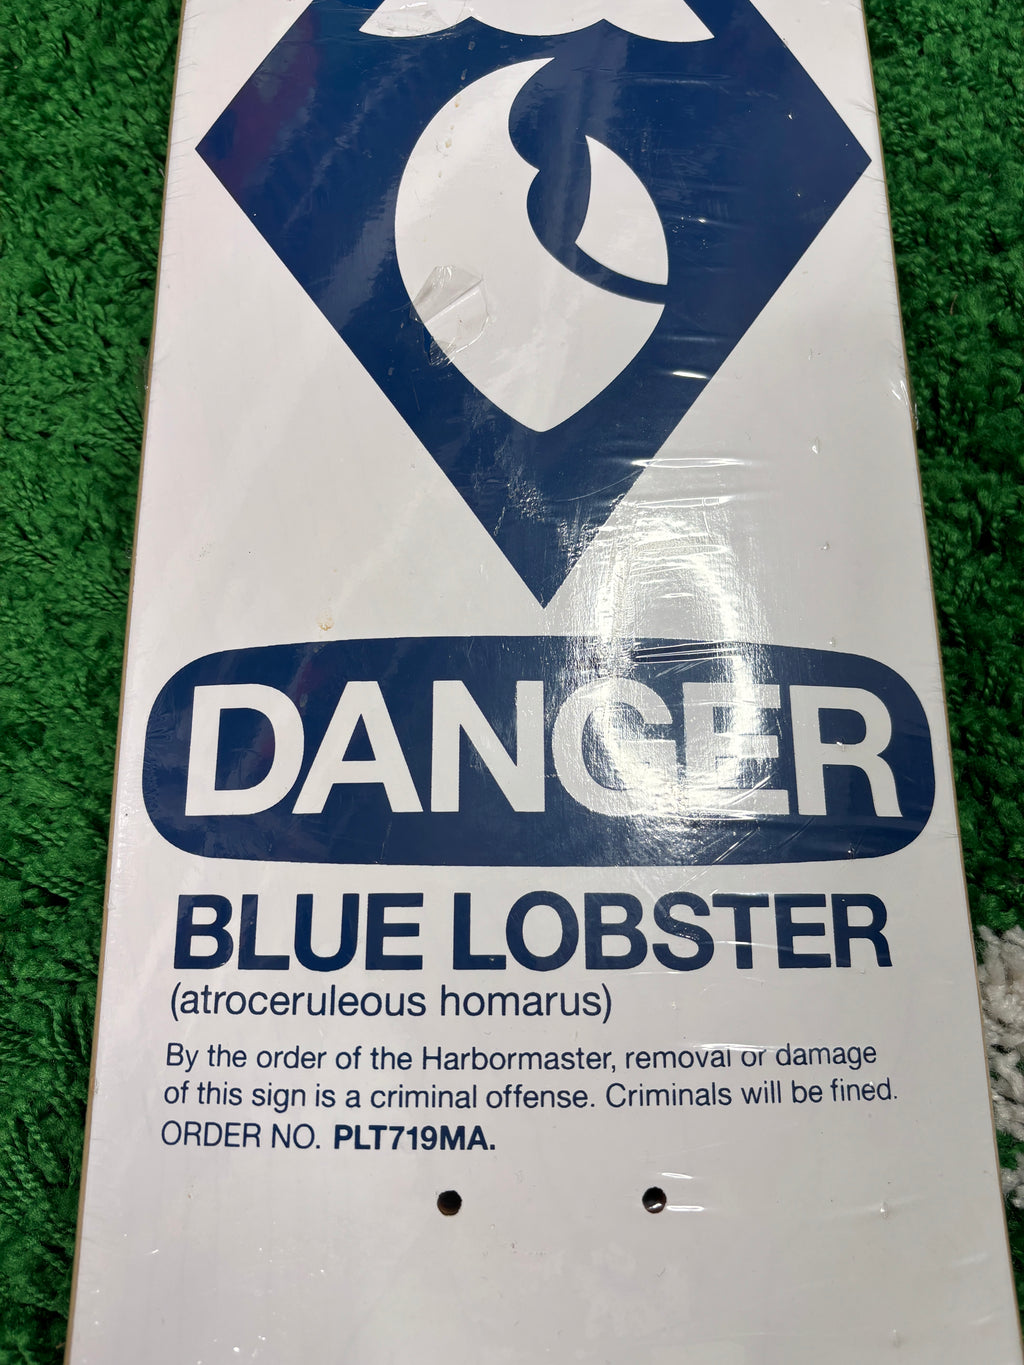 DANGER
BLUE LOBSTER
(atroceruleous homarus)
By the order of the Harbormaster, removal or damage
of this sign is a criminal offense. Criminals will be fined.
ORDER NO. PLT719MA.